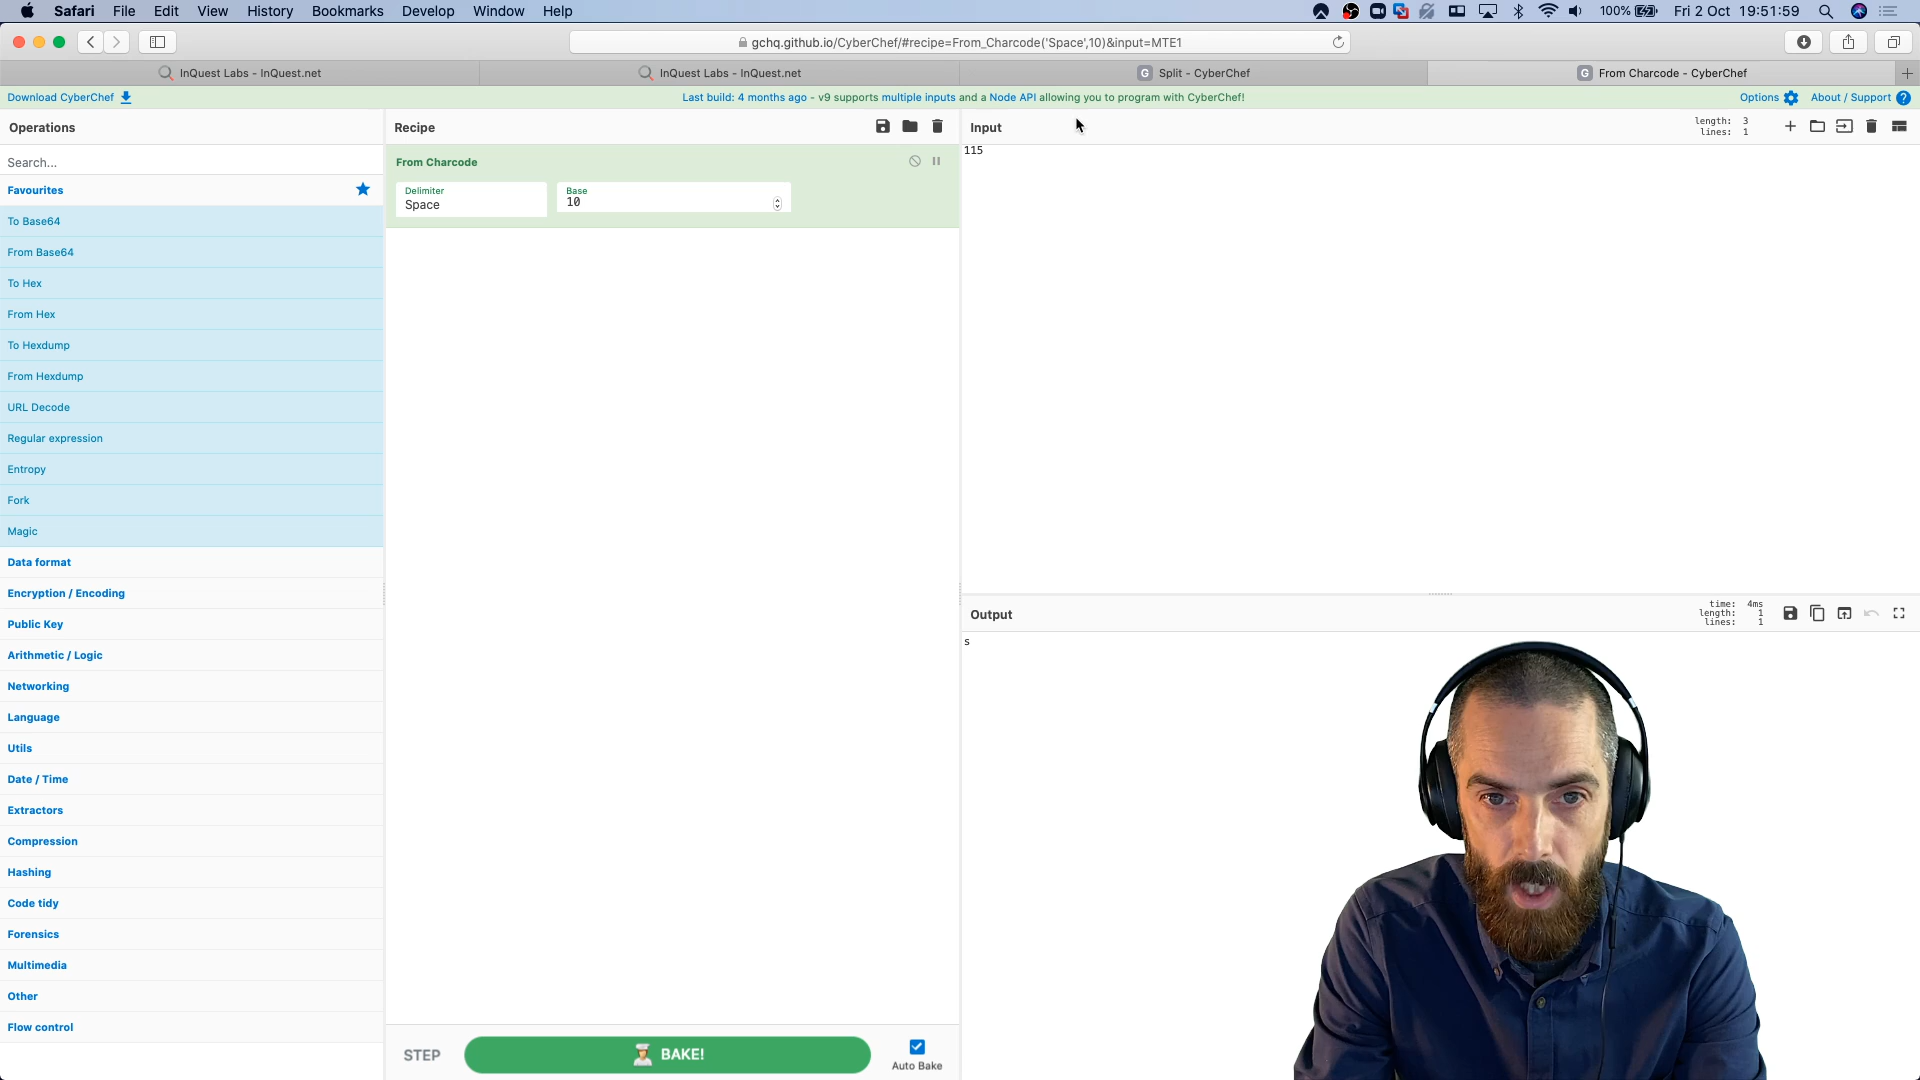 Safari File Edit View History Bookmarks Develop Window Help 100% Fri 2 Oct 19:51:59
gchq.github.io/CyberChef/#recipe=From_Charcode('Space',10)&input=MTE1
InQuest Labs - InQuest.net InQuest Labs - InQuest.net Split - CyberChef From Charcode - CyberChef
Download CyberChef Last build: 4 months ago - v9 supports multiple inputs and a Node API allowing you to program with CyberChef! Options About / Support
Operations
Search...
Favourites
To Base64
From Base64
To Hex
From Hex
To Hexdump
From Hexdump
URL Decode
Regular expression
Entropy
Fork
Magic
Data format
Encryption / Encoding
Public Key
Arithmetic / Logic
Networking
Language
Utils
Date / Time
Extractors
Compression
Hashing
Code tidy
Forensics
Multimedia
Other
Flow control
Recipe
From Charcode
Delimiter
Space
Base
10
STEP BAKE! Auto Bake
Input
length: 3
lines: 1
115
Output
time: 4ms
length: 1
lines: 1
s